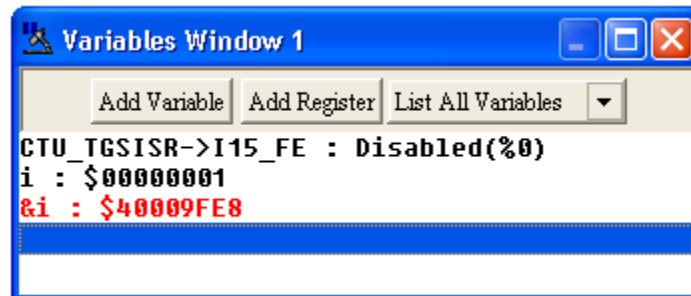 Variables Window 1
Add Variable Add Register List All Variables
CTU_TGSISR->I15_FE : Disabled(%0)
i : $00000001
&i : $40009FE8